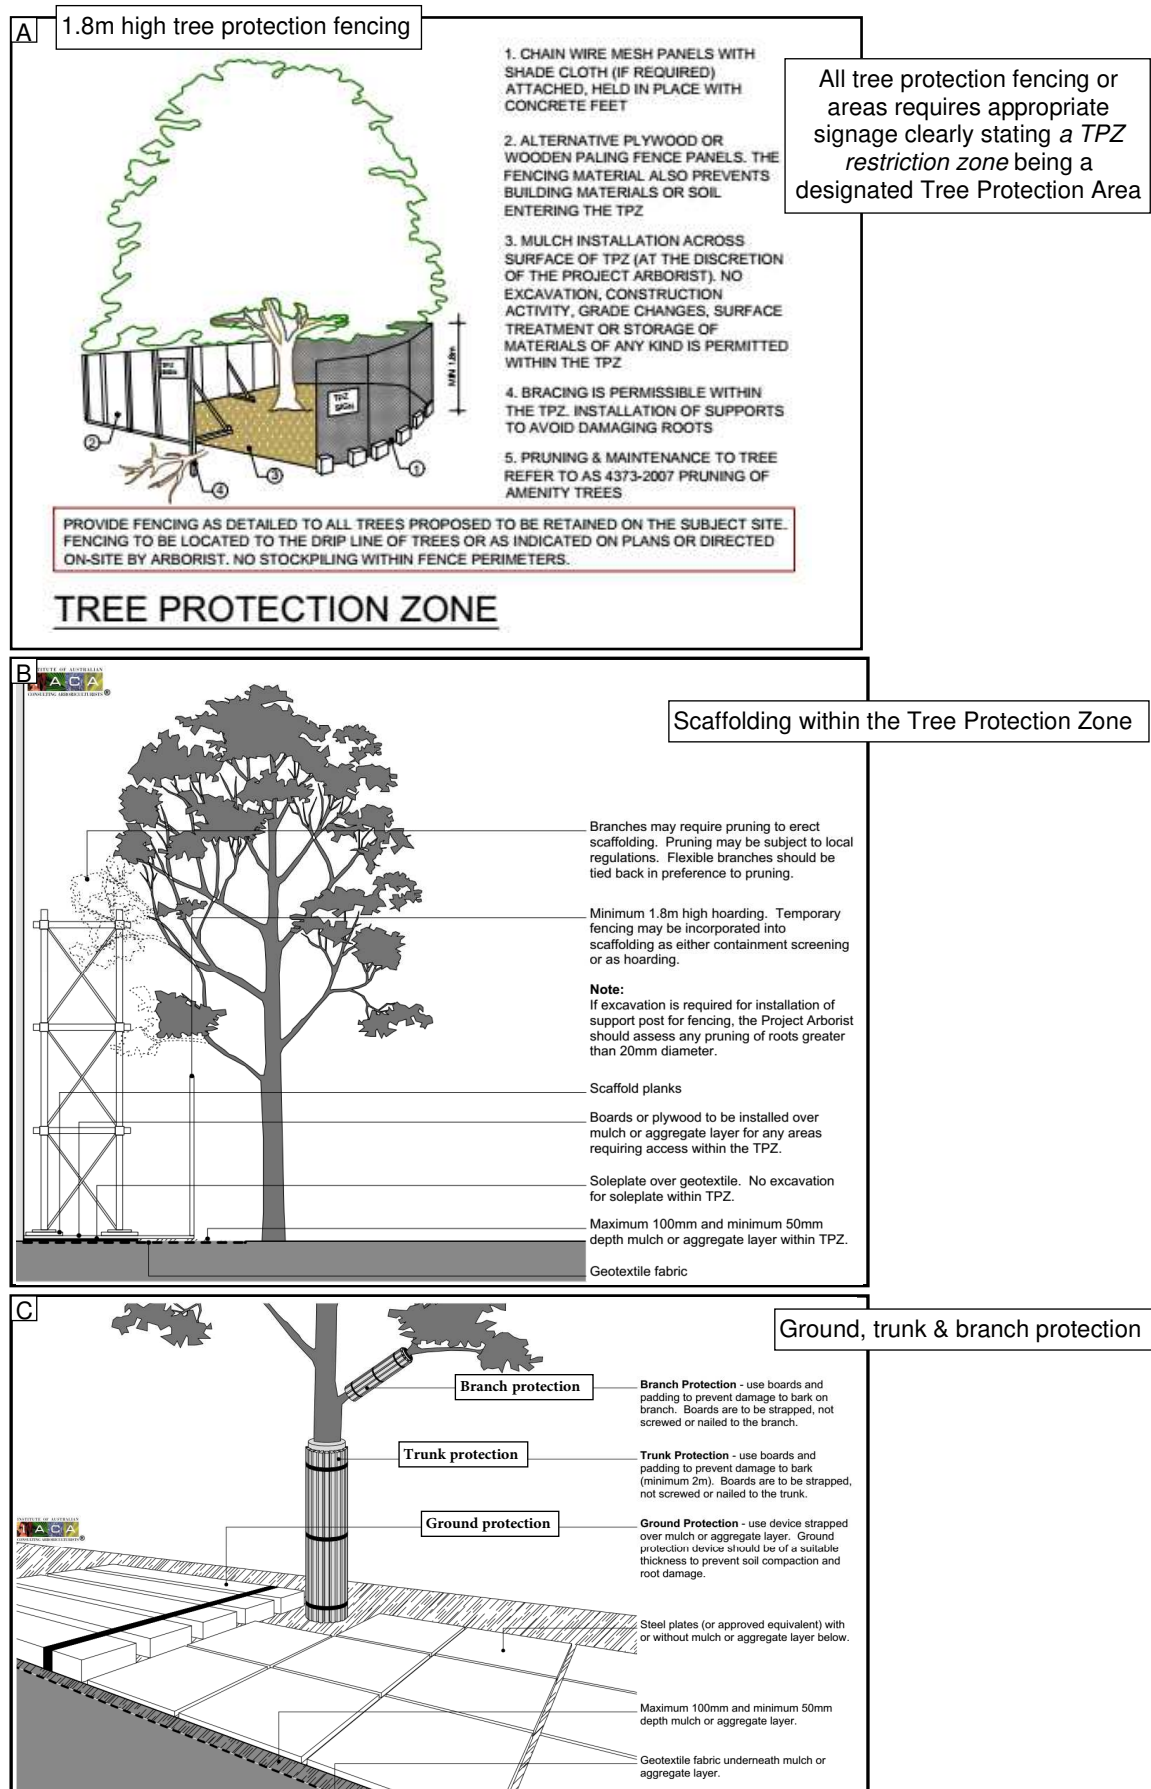 A
1.8m high tree protection fencing
1. CHAIN WIRE MESH PANELS WITH
SHADE CLOTH (IF REQUIRED)
ATTACHED, HELD IN PLACE WITH
CONCRETE FEET
2. ALTERNATIVE PLYWOOD OR
WOODEN PALING FENCE PANELS. THE
FENCING MATERIAL ALSO PREVENTS
BUILDING MATERIALS OR SOIL
ENTERING THE TPZ
3. MULCH INSTALLATION ACROSS
SURFACE OF TPZ (AT THE DISCRETION
OF THE PROJECT ARBORIST). NO
EXCAVATION, CONSTRUCTION
ACTIVITY, GRADE CHANGES, SURFACE
TREATMENT OR STORAGE OF
MATERIALS OF ANY KIND IS PERMITTED
WITHIN THE TPZ
4. BRACING IS PERMISSIBLE WITHIN
THE TPZ. INSTALLATION OF SUPPORTS
TO AVOID DAMAGING ROOTS
5. PRUNING & MAINTENANCE TO TREE
REFER TO AS 4373-2007 PRUNING OF
AMENITY TREES
All tree protection fencing or
areas requires appropriate
signage clearly stating a TPZ
restriction zone being a
designated Tree Protection Area
TPZ
SIGN
TPZ
SIGN
MIN 1.8m
2
4
3
1
PROVIDE FENCING AS DETAILED TO ALL TREES PROPOSED TO BE RETAINED ON THE SUBJECT SITE.
FENCING TO BE LOCATED TO THE DRIP LINE OF TREES OR AS INDICATED ON PLANS OR DIRECTED
ON-SITE BY ARBORIST. NO STOCKPILING WITHIN FENCE PERIMETERS.
TREE PROTECTION ZONE
B
ITUTE OF AUSTRALIAN
IACA ®
CONSULTING ARBORICULTURISTS
Scaffolding within the Tree Protection Zone
Branches may require pruning to erect
scaffolding. Pruning may be subject to local
regulations. Flexible branches should be
tied back in preference to pruning.
Minimum 1.8m high hoarding. Temporary
fencing may be incorporated into
scaffolding as either containment screening
or as hoarding.
Note:
If excavation is required for installation of
support post for fencing, the Project Arborist
should assess any pruning of roots greater
than 20mm diameter.
Scaffold planks
Boards or plywood to be installed over
mulch or aggregate layer for any areas
requiring access within the TPZ.
Soleplate over geotextile. No excavation
for soleplate within TPZ.
Maximum 100mm and minimum 50mm
depth mulch or aggregate layer within TPZ.
Geotextile fabric
C
Ground, trunk & branch protection
Branch protection
Branch Protection - use boards and
padding to prevent damage to bark on
branch. Boards are to be strapped, not
screwed or nailed to the branch.
Trunk protection
Trunk Protection - use boards and
padding to prevent damage to bark
(minimum 2m). Boards are to be strapped,
not screwed or nailed to the trunk.
INSTITUTE OF AUSTRALIAN
IACA ®
CONSULTING ARBORICULTURISTS
Ground protection
Ground Protection - use device strapped
over mulch or aggregate layer. Ground
protection device should be of a suitable
thickness to prevent soil compaction and
root damage.
Steel plates (or approved equivalent) with
or without mulch or aggregate layer below.
Maximum 100mm and minimum 50mm
depth mulch or aggregate layer.
Geotextile fabric underneath mulch or
aggregate layer.